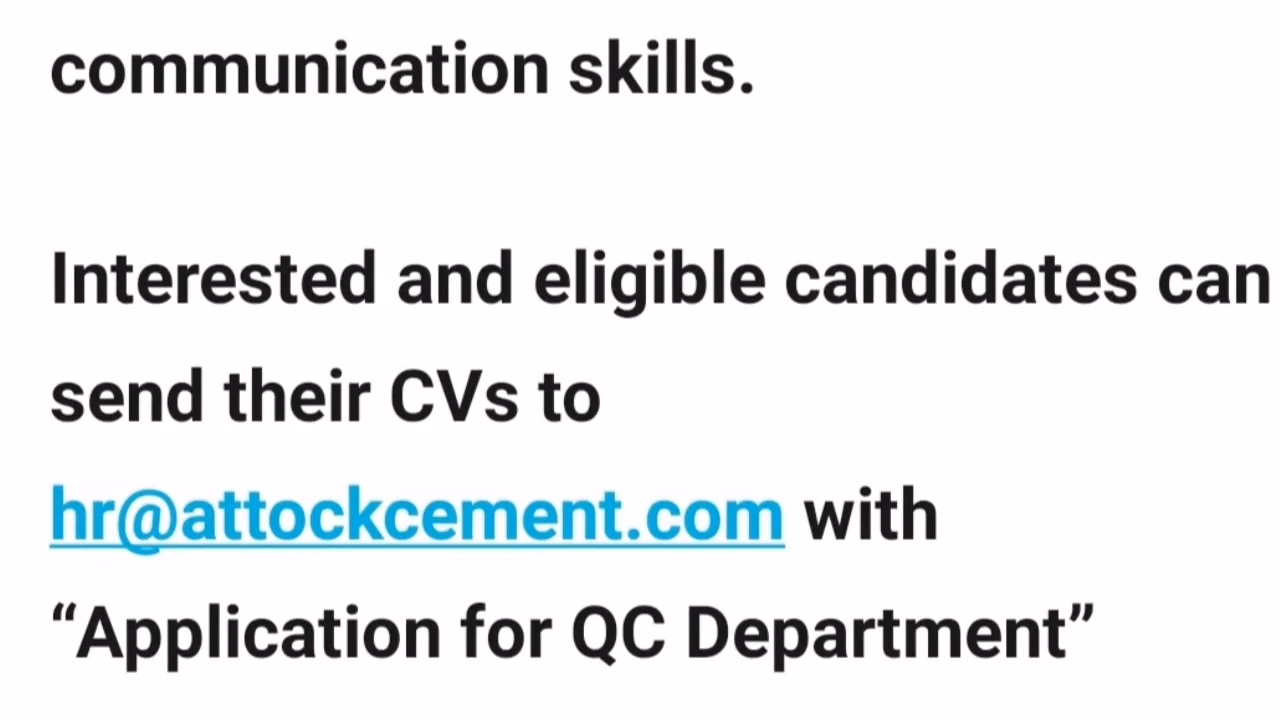 communication skills.
Interested and eligible candidates can
send their CVs to
hr@attockcement.com with
“Application for QC Department”